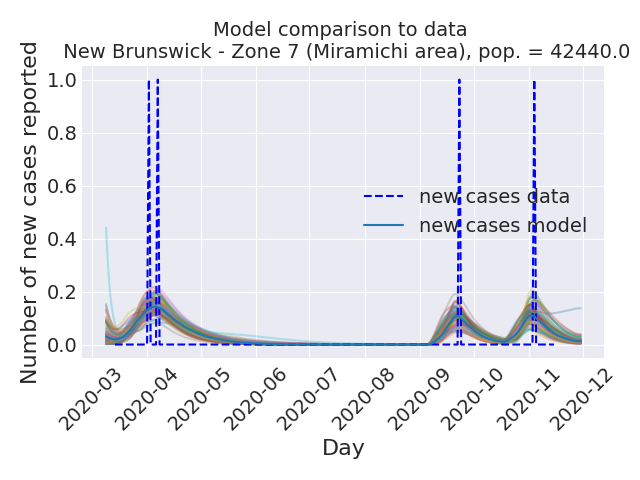 Model comparison to data
New Brunswick - Zone 7 (Miramichi area), pop. = 42440.0
Number of new cases reported
1.0
0.8
0.6
0.4
0.2
0.0
new cases data
new cases model
2020-03
2020-04
2020-05
2020-06
2020-07
2020-08
2020-09
2020-10
2020-11
2020-12
Day